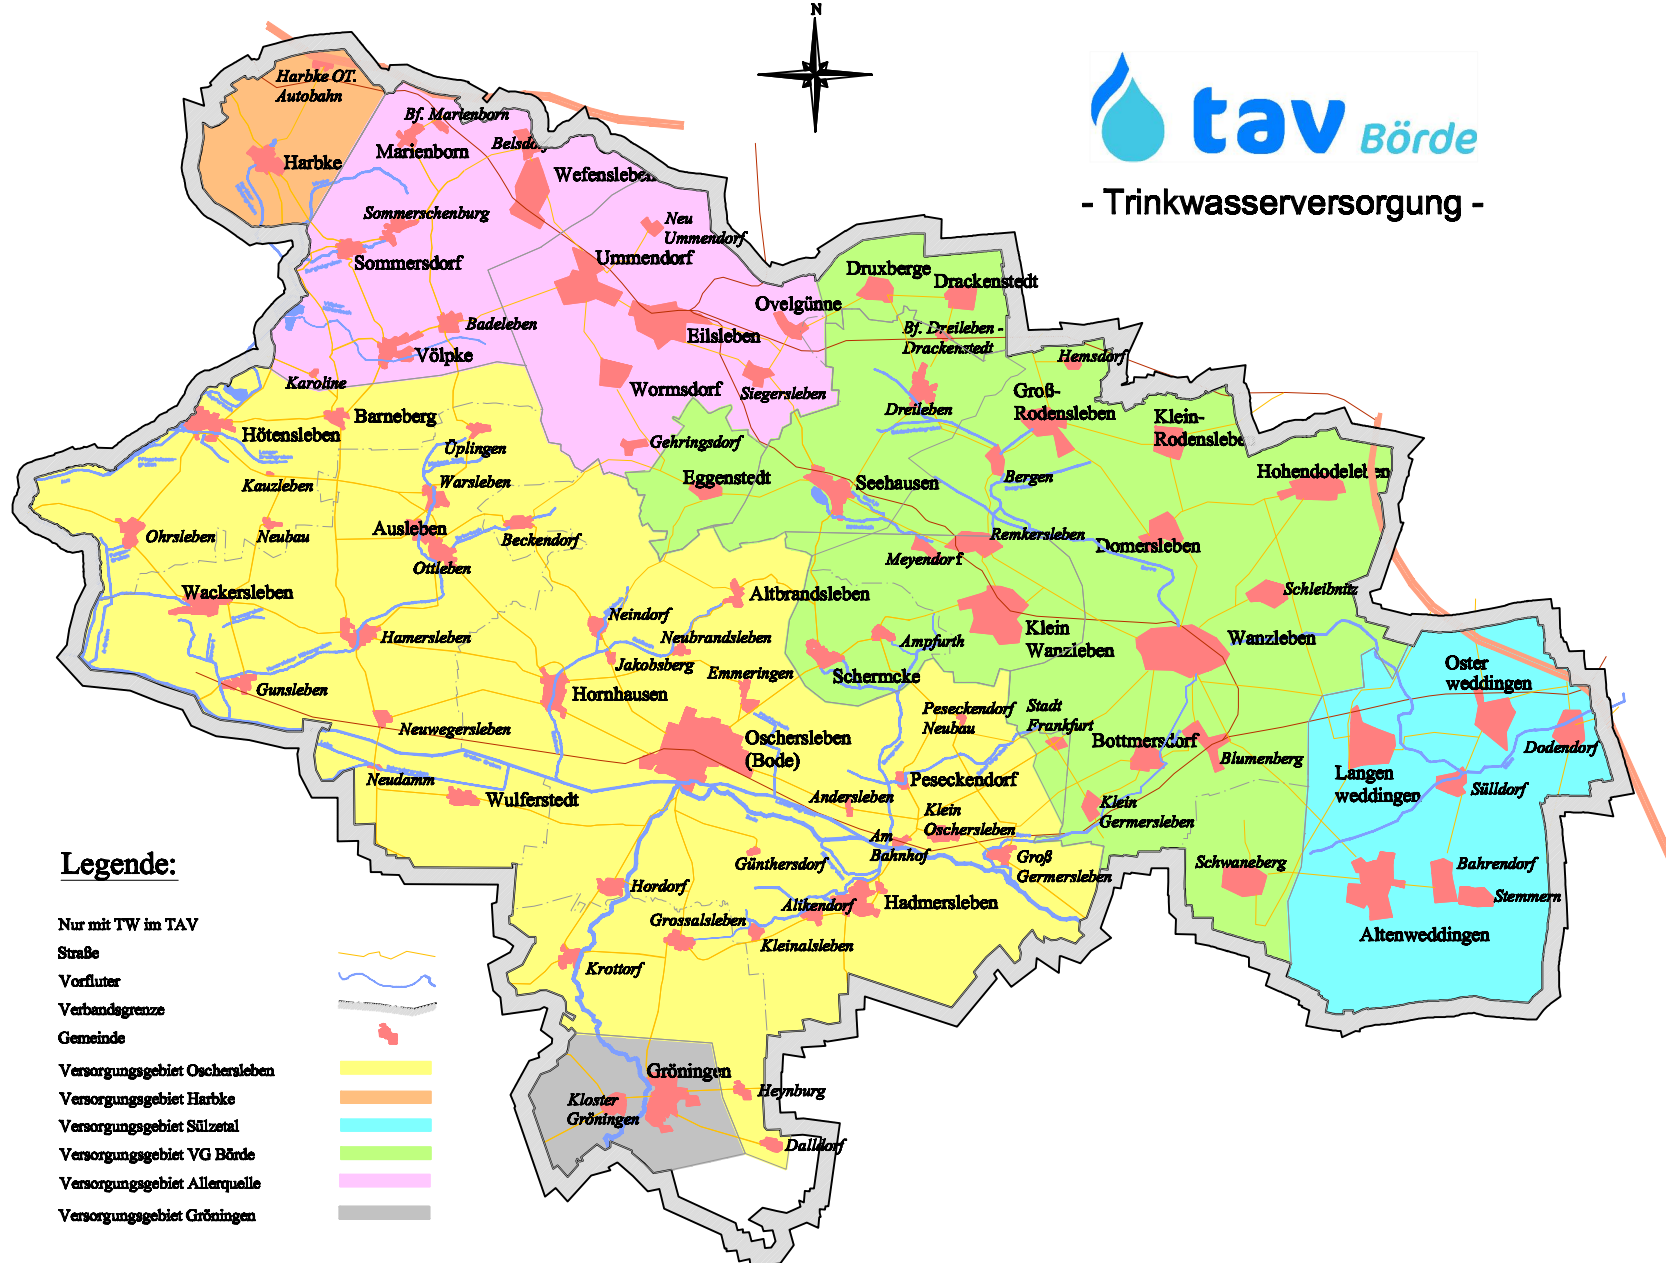 N
tav Börde
- Trinkwasserversorgung -
Harbke OT.
Autobahn
Bf. Marienborn
Marienborn
Belsdorf
Harbke
Wefensleben
Sommerschenburg
Neu
Ummendorf
Sommersdorf
Ummendorf
Druxberge
Drackenstedt
Ovelgünne
Badeleben
Eilsleben
Bf. Dreileben -
Drackenstedt
Völpke
Hemsdorf
Karoline
Wormsdorf
Siegersleben
Dreileben
Groß-
Rodensleben
Klein-
Rodensleben
Barneberg
Hötensleben
Üplingen
Gehringsdorf
Hohendodeleben
Kauzleben
Warsleben
Eggenstedt
Seehausen
Bergen
Ohrsleben
Neubau
Ausleben
Beckendorf
Remkersleben
Domersleben
Meyendorf
Ottleben
Wackersleben
Altbrandsleben
Schleibnitz
Neindorf
Hamersleben
Neubrandsleben
Ampfurth
Klein
Wanzleben
Wanzleben
Jakobsberg
Emmeringen
Schermcke
Oster
weddingen
Gunsleben
Hornhausen
Peseckendorf
Neubau
Stadt
Frankfurt
Neuwegersleben
Oschersleben
(Bode)
Bottmersdorf
Blumenberg
Dodendorf
Neudamm
Peseckendorf
Langen
weddingen
Sülldorf
Wulferstedt
Andersleben
Klein
Oschersleben
Klein
Germersleben
Am
Bahnhof
Günthersdorf
Groß
Germersleben
Schwaneberg
Bahrendorf
Stemmern
Hordorf
Alikendorf
Hadmersleben
Grossalsleben
Kleinalsleben
Altenweddingen
Krottorf
Gröningen
Kloster
Gröningen
Heynburg
Dalldorf
Legende:
Nur mit TW im TAV
Straße
Vorfluter
Verbandsgrenze
Gemeinde
Versorgungsgebiet Oschersleben
Versorgungsgebiet Harbke
Versorgungsgebiet Sülzetal
Versorgungsgebiet VG Börde
Versorgungsgebiet Allerquelle
Versorgungsgebiet Gröningen